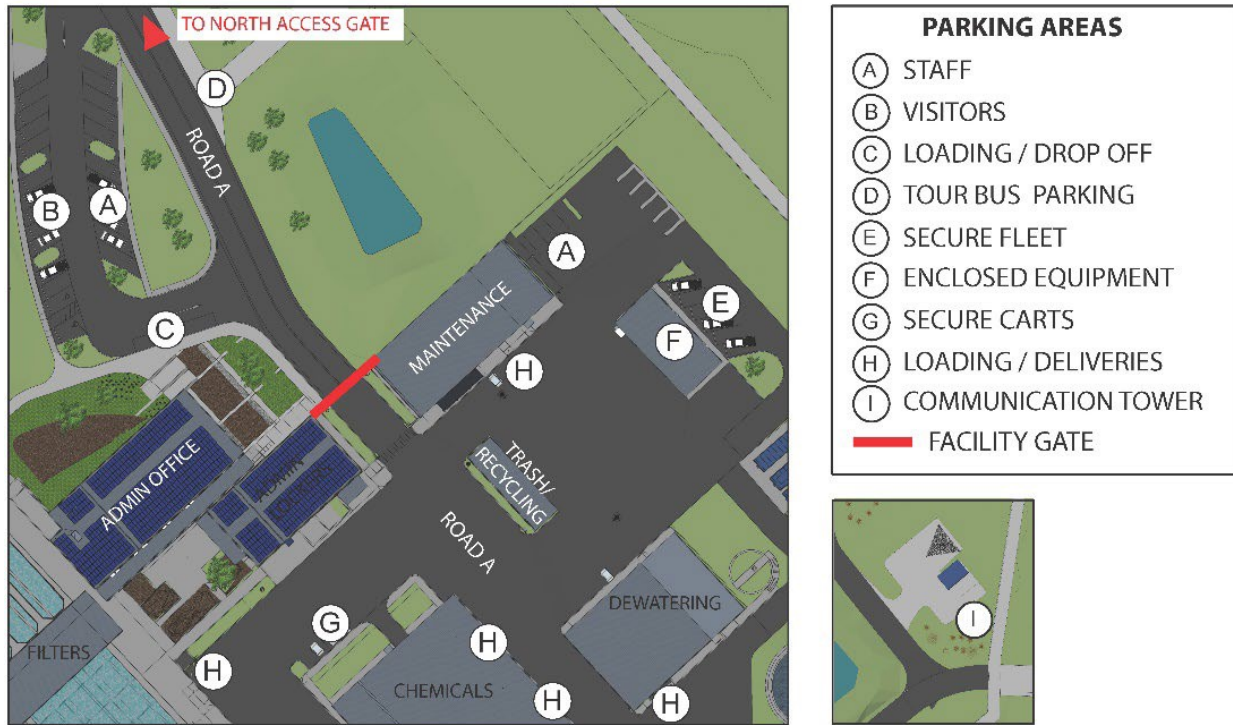 TO NORTH ACCESS GATE
D
ROAD A
B
A
A
C
E
F
MAINTENANCE
H
ADMIN OFFICE
ADMIN
TRASH/
RECYCLING
ROAD A
G
DEWATERING
FILTERS
H
H
CHEMICALS
H
H
PARKING AREAS
A STAFF
B VISITORS
C LOADING / DROP OFF
D TOUR BUS PARKING
E SECURE FLEET
F ENCLOSED EQUIPMENT
G SECURE CARTS
H LOADING / DELIVERIES
I COMMUNICATION TOWER
FACILITY GATE
I